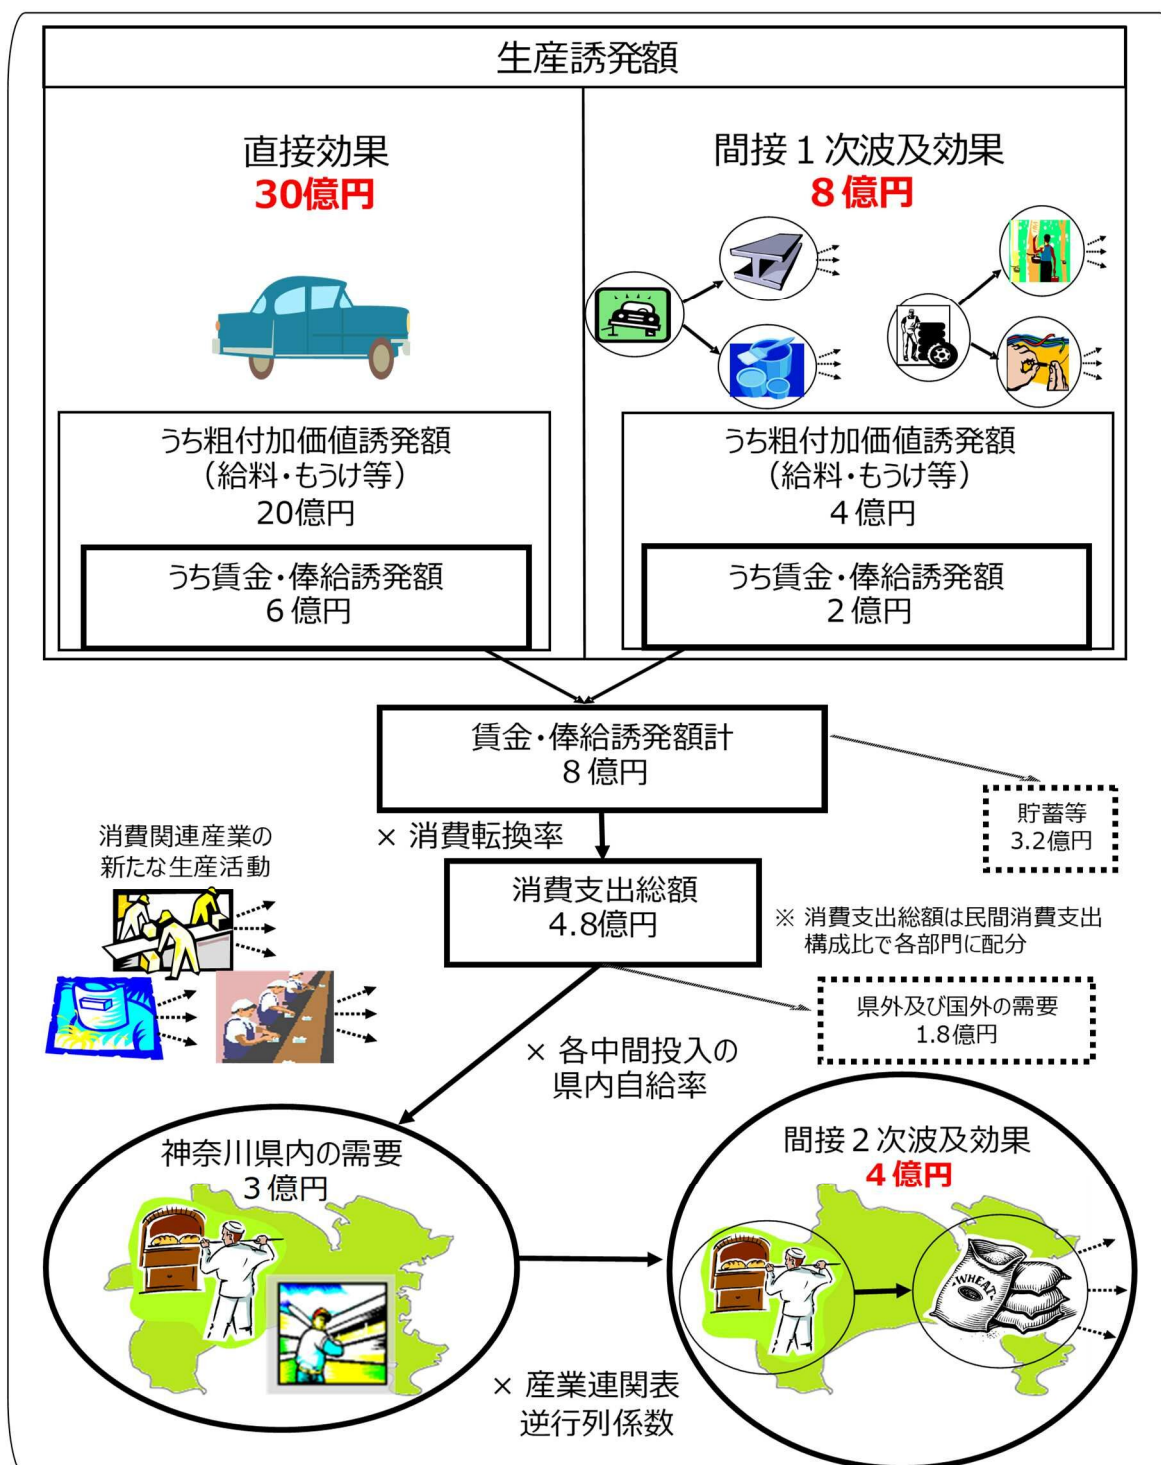 生産誘発額
直接効果
30億円
間接１次波及効果
８億円
うち粗付加価値誘発額
（給料・もうけ等）
20億円
うち賃金・俸給誘発額
６億円
うち粗付加価値誘発額
（給料・もうけ等）
４億円
うち賃金・俸給誘発額
２億円
賃金・俸給誘発額計
８億円
貯蓄等
3.2億円
× 消費転換率
消費関連産業の
新たな生産活動
消費支出総額
4.8億円
※ 消費支出総額は民間消費支出
構成比で各部門に配分
県外及び国外の需要
1.8億円
× 各中間投入の
県内自給率
神奈川県内の需要
３億円
間接２次波及効果
４億円
WHEAT
× 産業連関表
逆行列係数